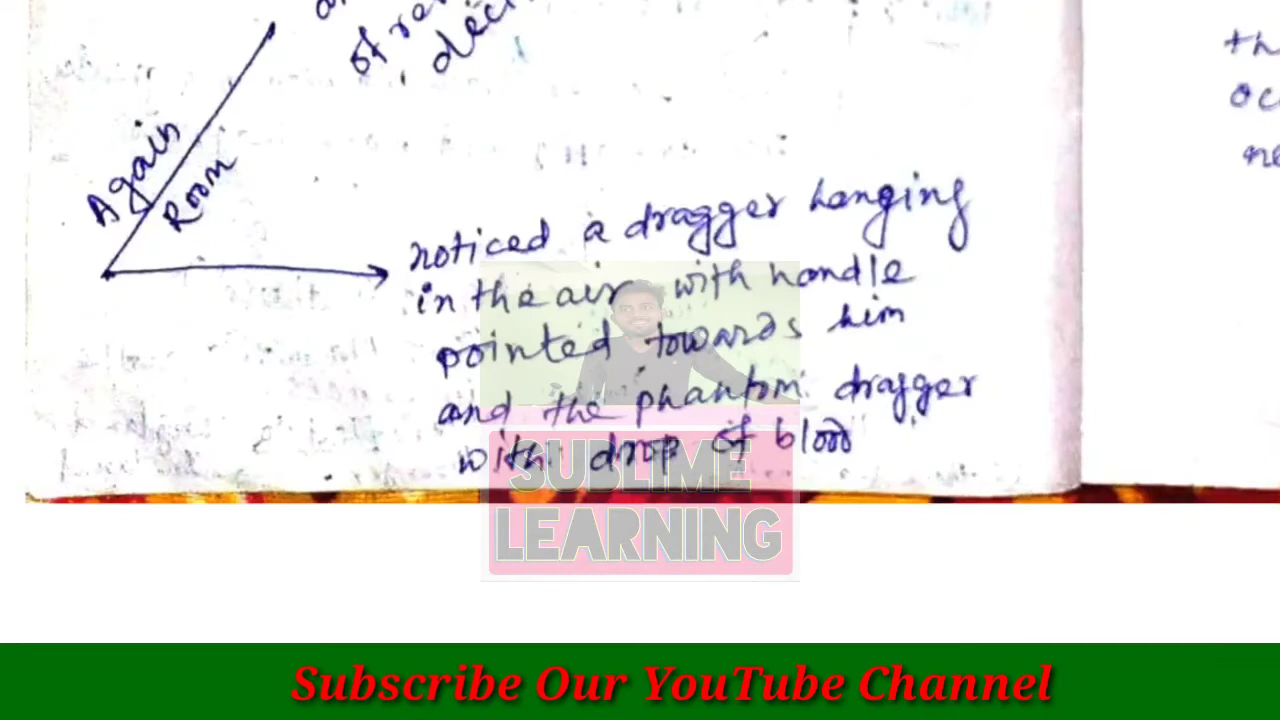 of
Again
Room
noticed a dragger hanging
in the air with handle
pointed towards him
and the phantom dragger
with drop of blood
SUBLIME
LEARNING
Subscribe Our YouTube Channel